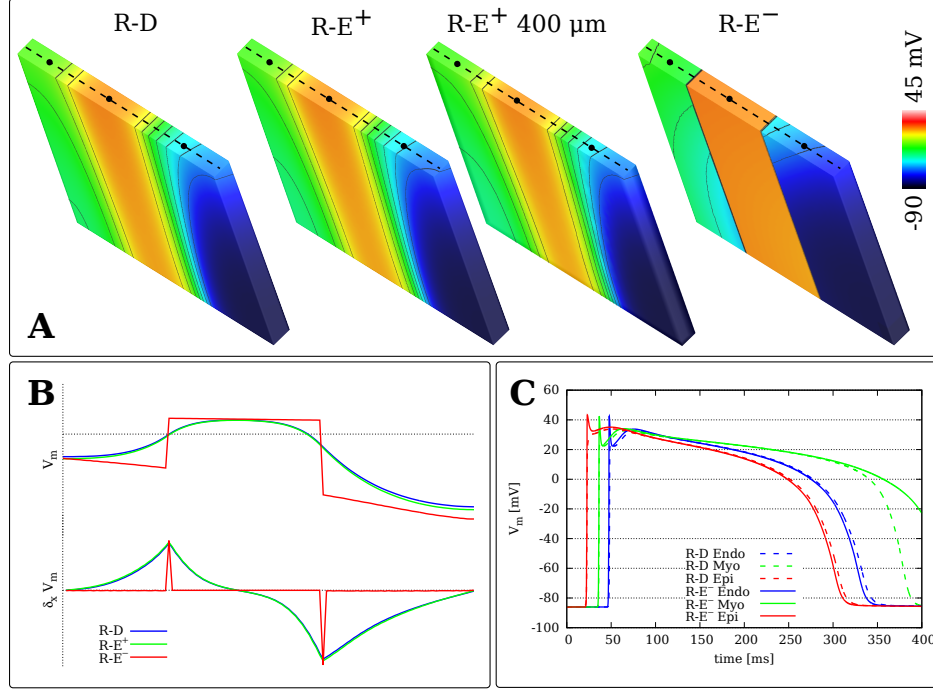 R-D
R-E⁺
R-E⁺ 400 μm
R-E⁻
-90
45 mV
A
B
Vₘ
δₓ Vₘ
R-D
R-E⁺
R-E⁻
C
60
40
20
0
-20
-40
-60
-80
-100
Vₘ [mV]
R-D Endo
R-D Myo
R-D Epi
R-E⁻ Endo
R-E⁻ Myo
R-E⁻ Epi
0
50
100
150
200
250
300
350
400
time [ms]